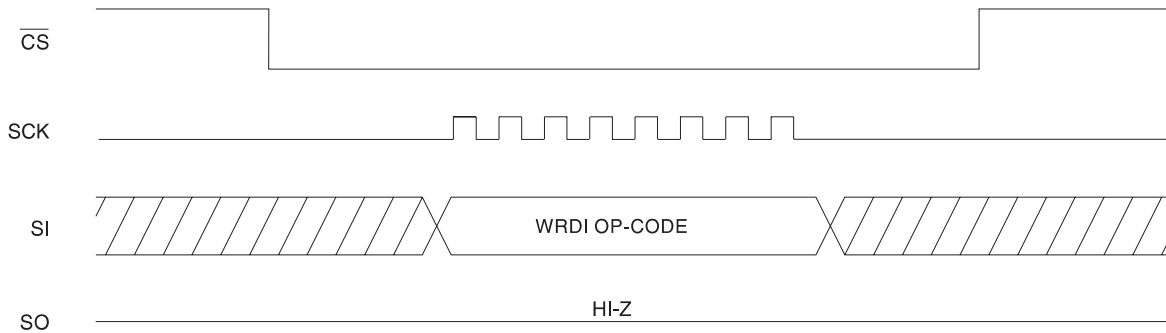 CS
SCK
SI
WRDI OP-CODE
HI-Z
SO